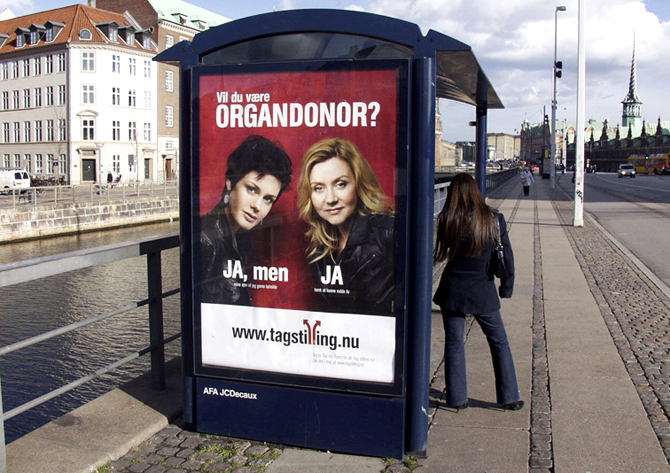 Vil du være
ORGANDONOR?
JA, men
JA
www.tagstilling.nu
AFA JCDecaux